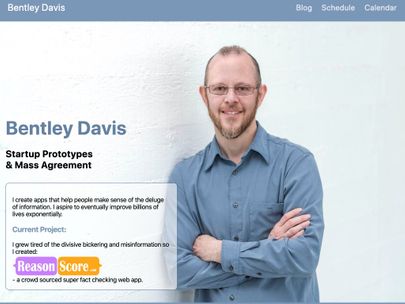 Bentley Davis
Blog Schedule Calendar
Bentley Davis
Startup Prototypes
& Mass Agreement
I create apps that help people make sense of the deluge
of information. I aspire to eventually improve billions of
lives exponentially.
Current Project:
I grew tired of the divisive bickering and misinformation so
I created:
Reason Score
- a crowd sourced super fact checking web app.